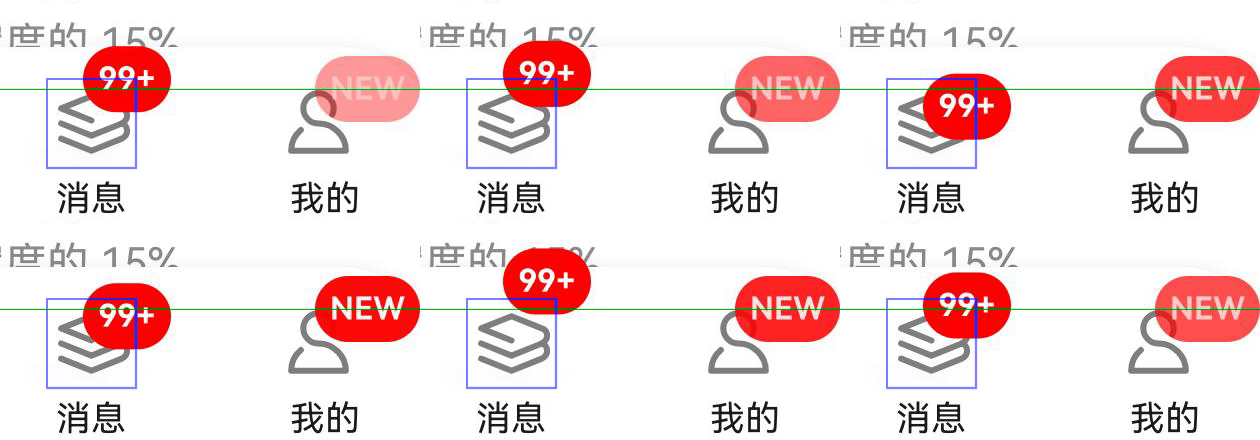 度的 15% 度的 15% 度的 15%
99+ NEW 99+ NEW 99+ NEW
消息 我的 消息 我的 消息 我的
度的 15% 度的 % 度的 15%
99+ NEW 99+ NEW 99+ NEW
消息 我的 消息 我的 消息 我的